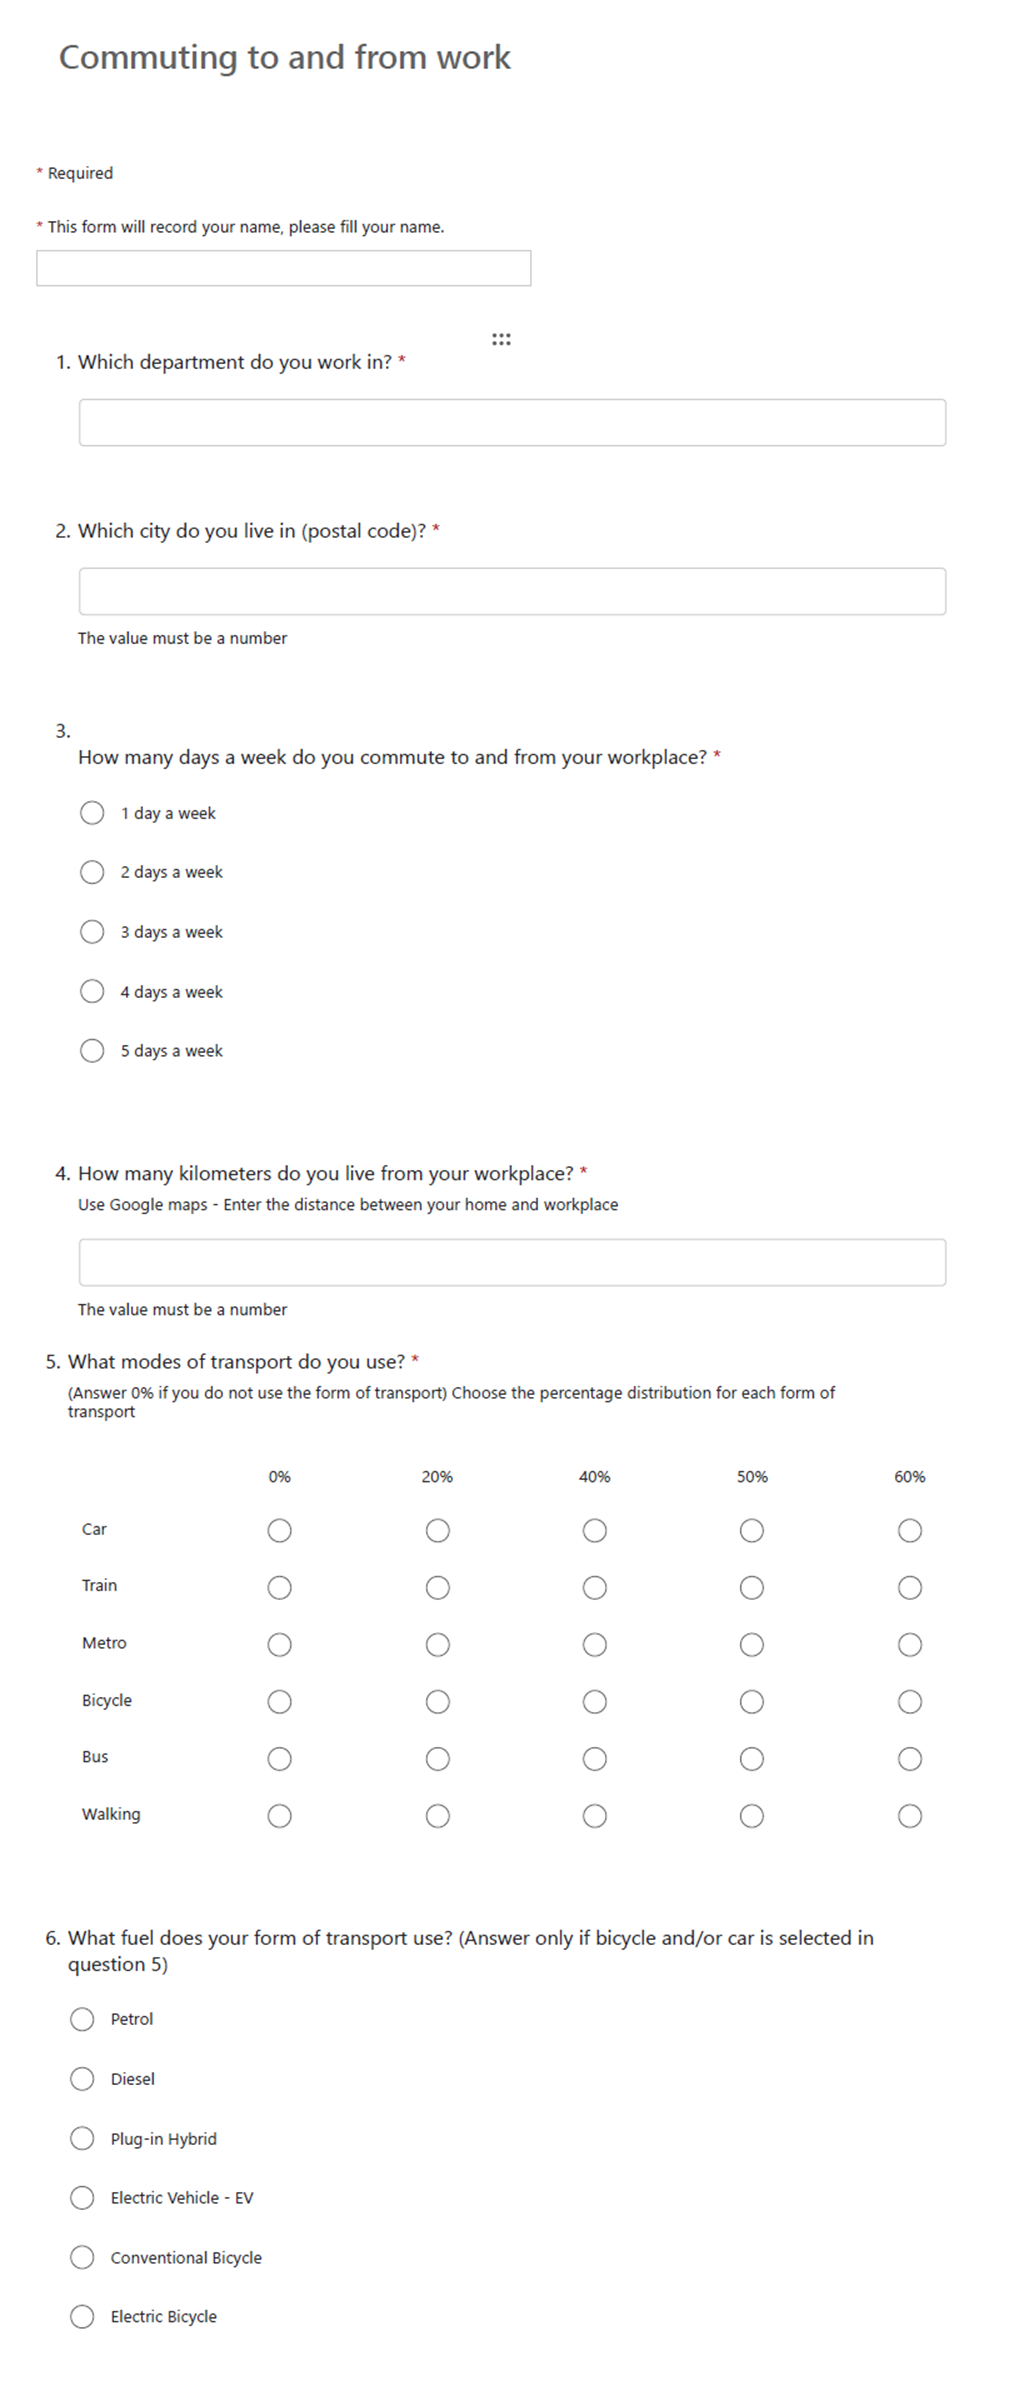 Commuting to and from work
* Required
* This form will record your name, please fill your name.
1. Which department do you work in? *
2. Which city do you live in (postal code)? *
The value must be a number
3.
How many days a week do you commute to and from your workplace? *
1 day a week
2 days a week
3 days a week
4 days a week
5 days a week
4. How many kilometers do you live from your workplace? *
Use Google maps - Enter the distance between your home and workplace
The value must be a number
5. What modes of transport do you use? *
(Answer 0% if you do not use the form of transport) Choose the percentage distribution for each form of
transport
0% 20% 40% 50% 60%
Car
Train
Metro
Bicycle
Bus
Walking
6. What fuel does your form of transport use? (Answer only if bicycle and/or car is selected in
question 5)
Petrol
Diesel
Plug-in Hybrid
Electric Vehicle - EV
Conventional Bicycle
Electric Bicycle